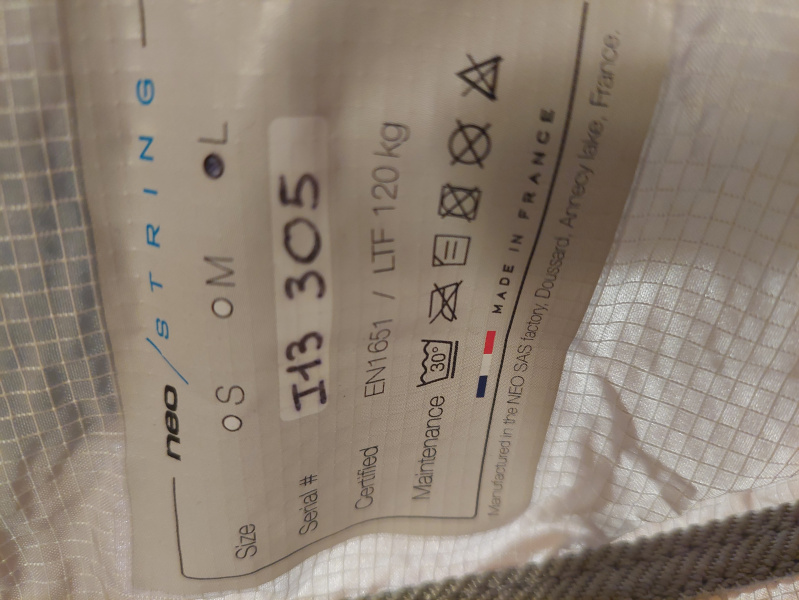 neo / STRING
Size S M L
Serial # I13 305
Certified EN1651 / LTF 120 kg
Maintenance 30°
MADE IN FRANCE
Manufactured in the NEO SAS factory, Doussard, Annecy lake, France.